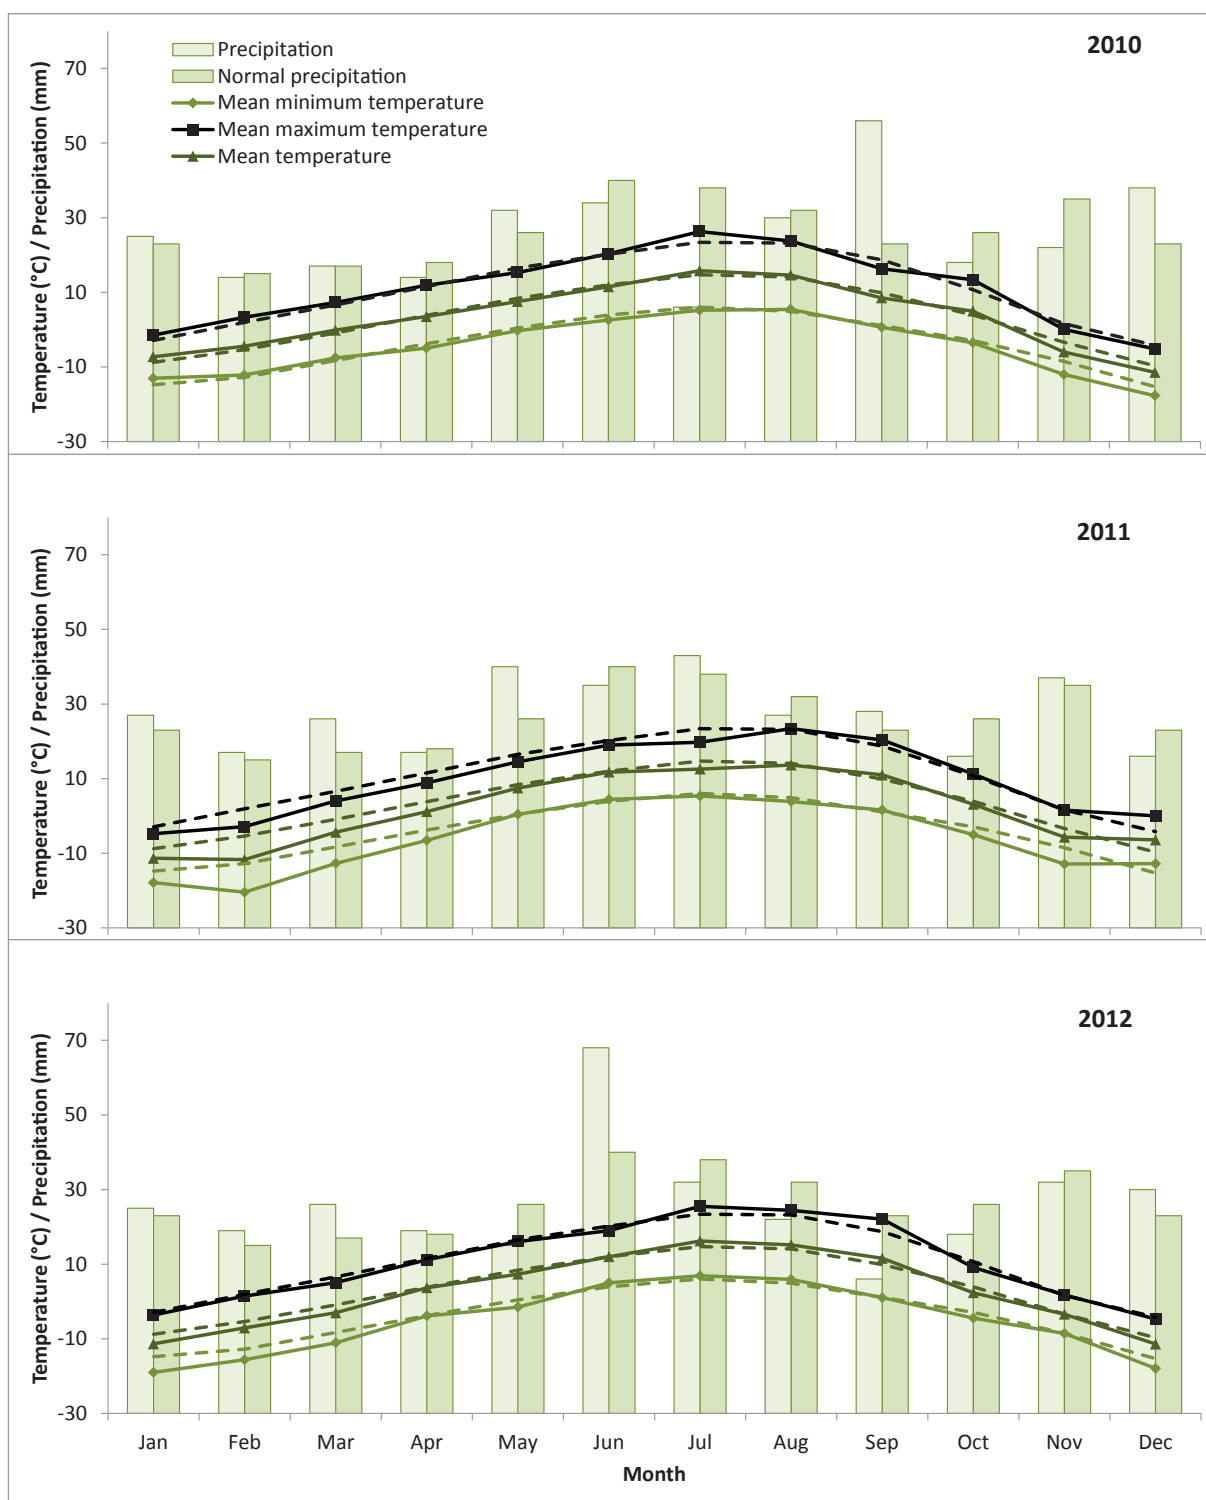 2010
Precipitation
Normal precipitation
Mean minimum temperature
Mean maximum temperature
Mean temperature
Temperature (°C) / Precipitation (mm)
70
50
30
10
-10
-30
2011
Temperature (°C) / Precipitation (mm)
70
50
30
10
-10
-30
2012
Temperature (°C) / Precipitation (mm)
70
50
30
10
-10
-30
Jan Feb Mar Apr May Jun Jul Aug Sep Oct Nov Dec
Month